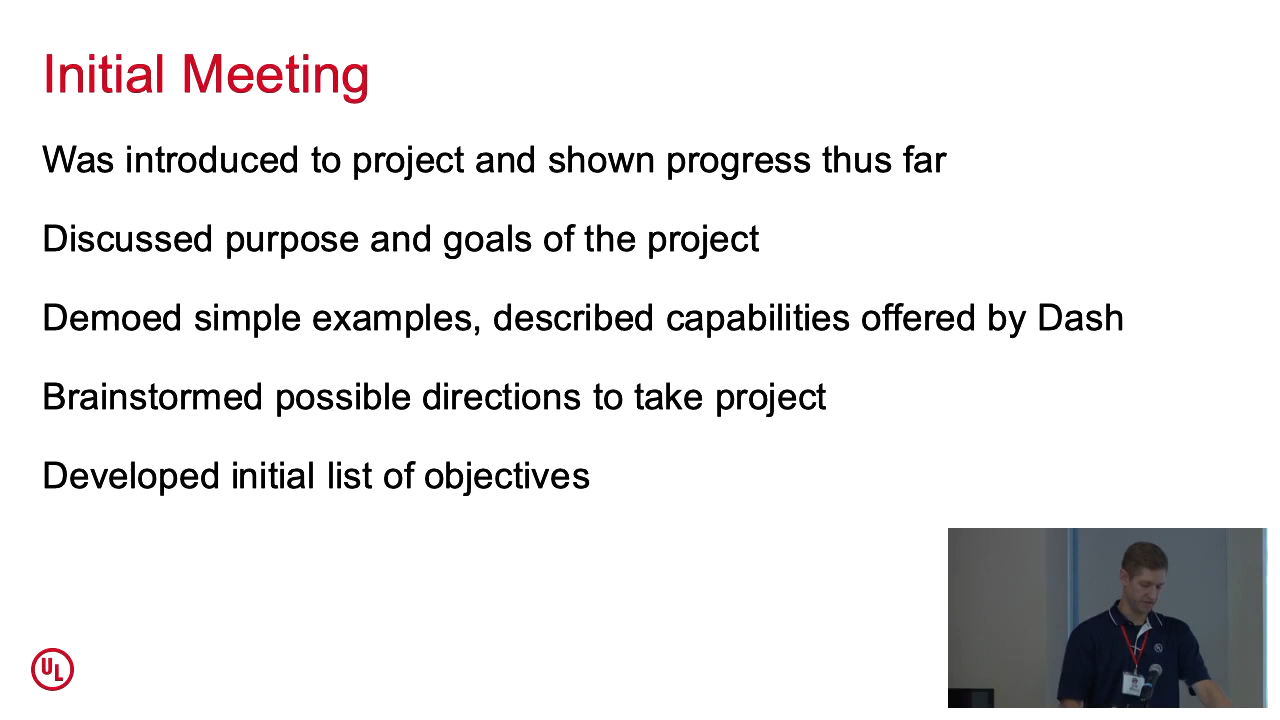 Initial Meeting
Was introduced to project and shown progress thus far
Discussed purpose and goals of the project
Demoed simple examples, described capabilities offered by Dash
Brainstormed possible directions to take project
Developed initial list of objectives
UL